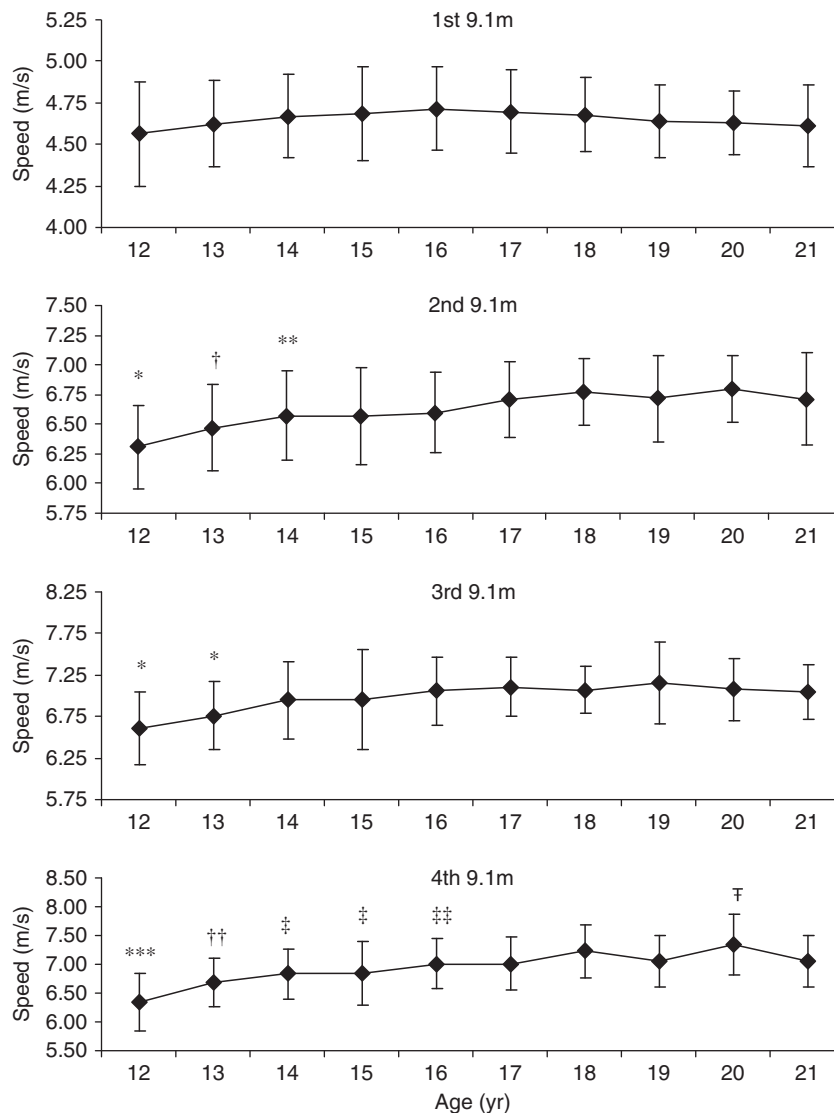 1st 9.1m
Speed (m/s)
5.25
5.00
4.75
4.50
4.25
4.00
12 13 14 15 16 17 18 19 20 21
2nd 9.1m
Speed (m/s)
7.50
7.25
7.00
6.75
6.50
6.25
6.00
5.75
* † **
12 13 14 15 16 17 18 19 20 21
3rd 9.1m
Speed (m/s)
8.25
7.75
7.25
6.75
6.25
5.75
* *
12 13 14 15 16 17 18 19 20 21
4th 9.1m
Speed (m/s)
8.50
8.00
7.50
7.00
6.50
6.00
5.50
*** †† ‡ ‡ ‡‡ Ŧ
12 13 14 15 16 17 18 19 20 21
Age (yr)